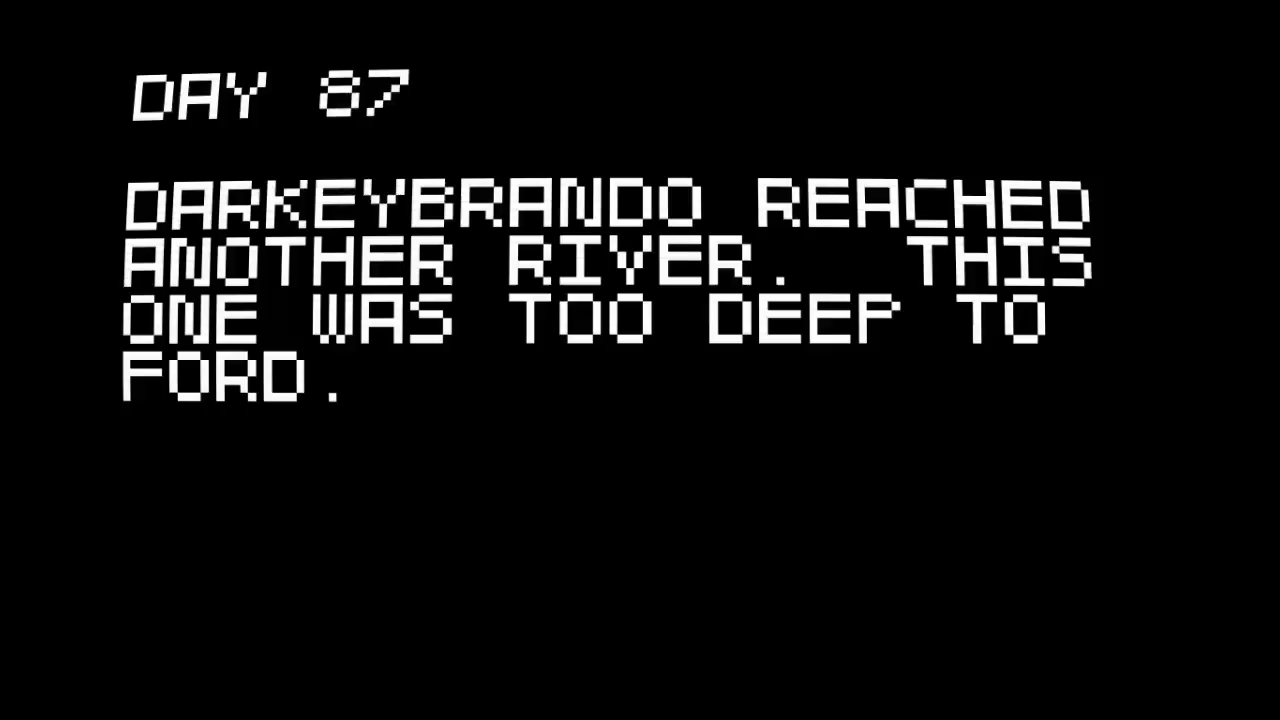 DAY 87
DARKEYBRANDO REACHED
ANOTHER RIVER. THIS
ONE WAS TOO DEEP TO
FORD.